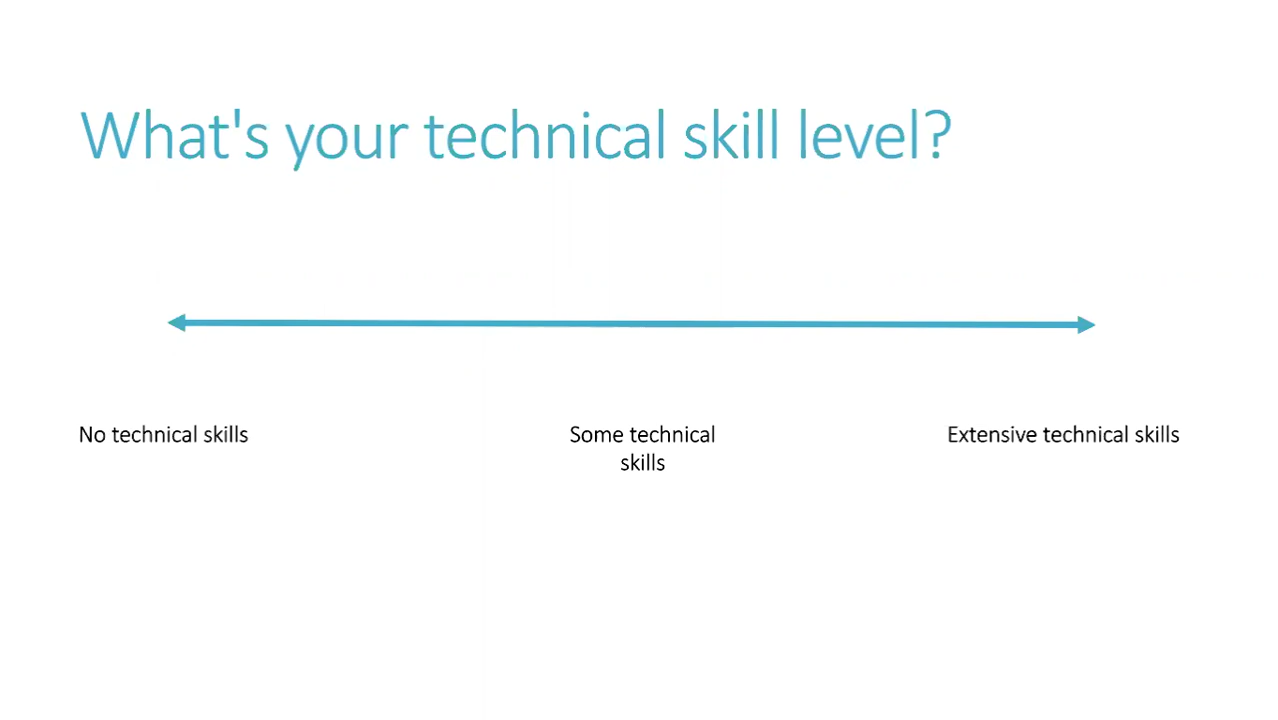 What's your technical skill level?
No technical skills
Some technical
skills
Extensive technical skills